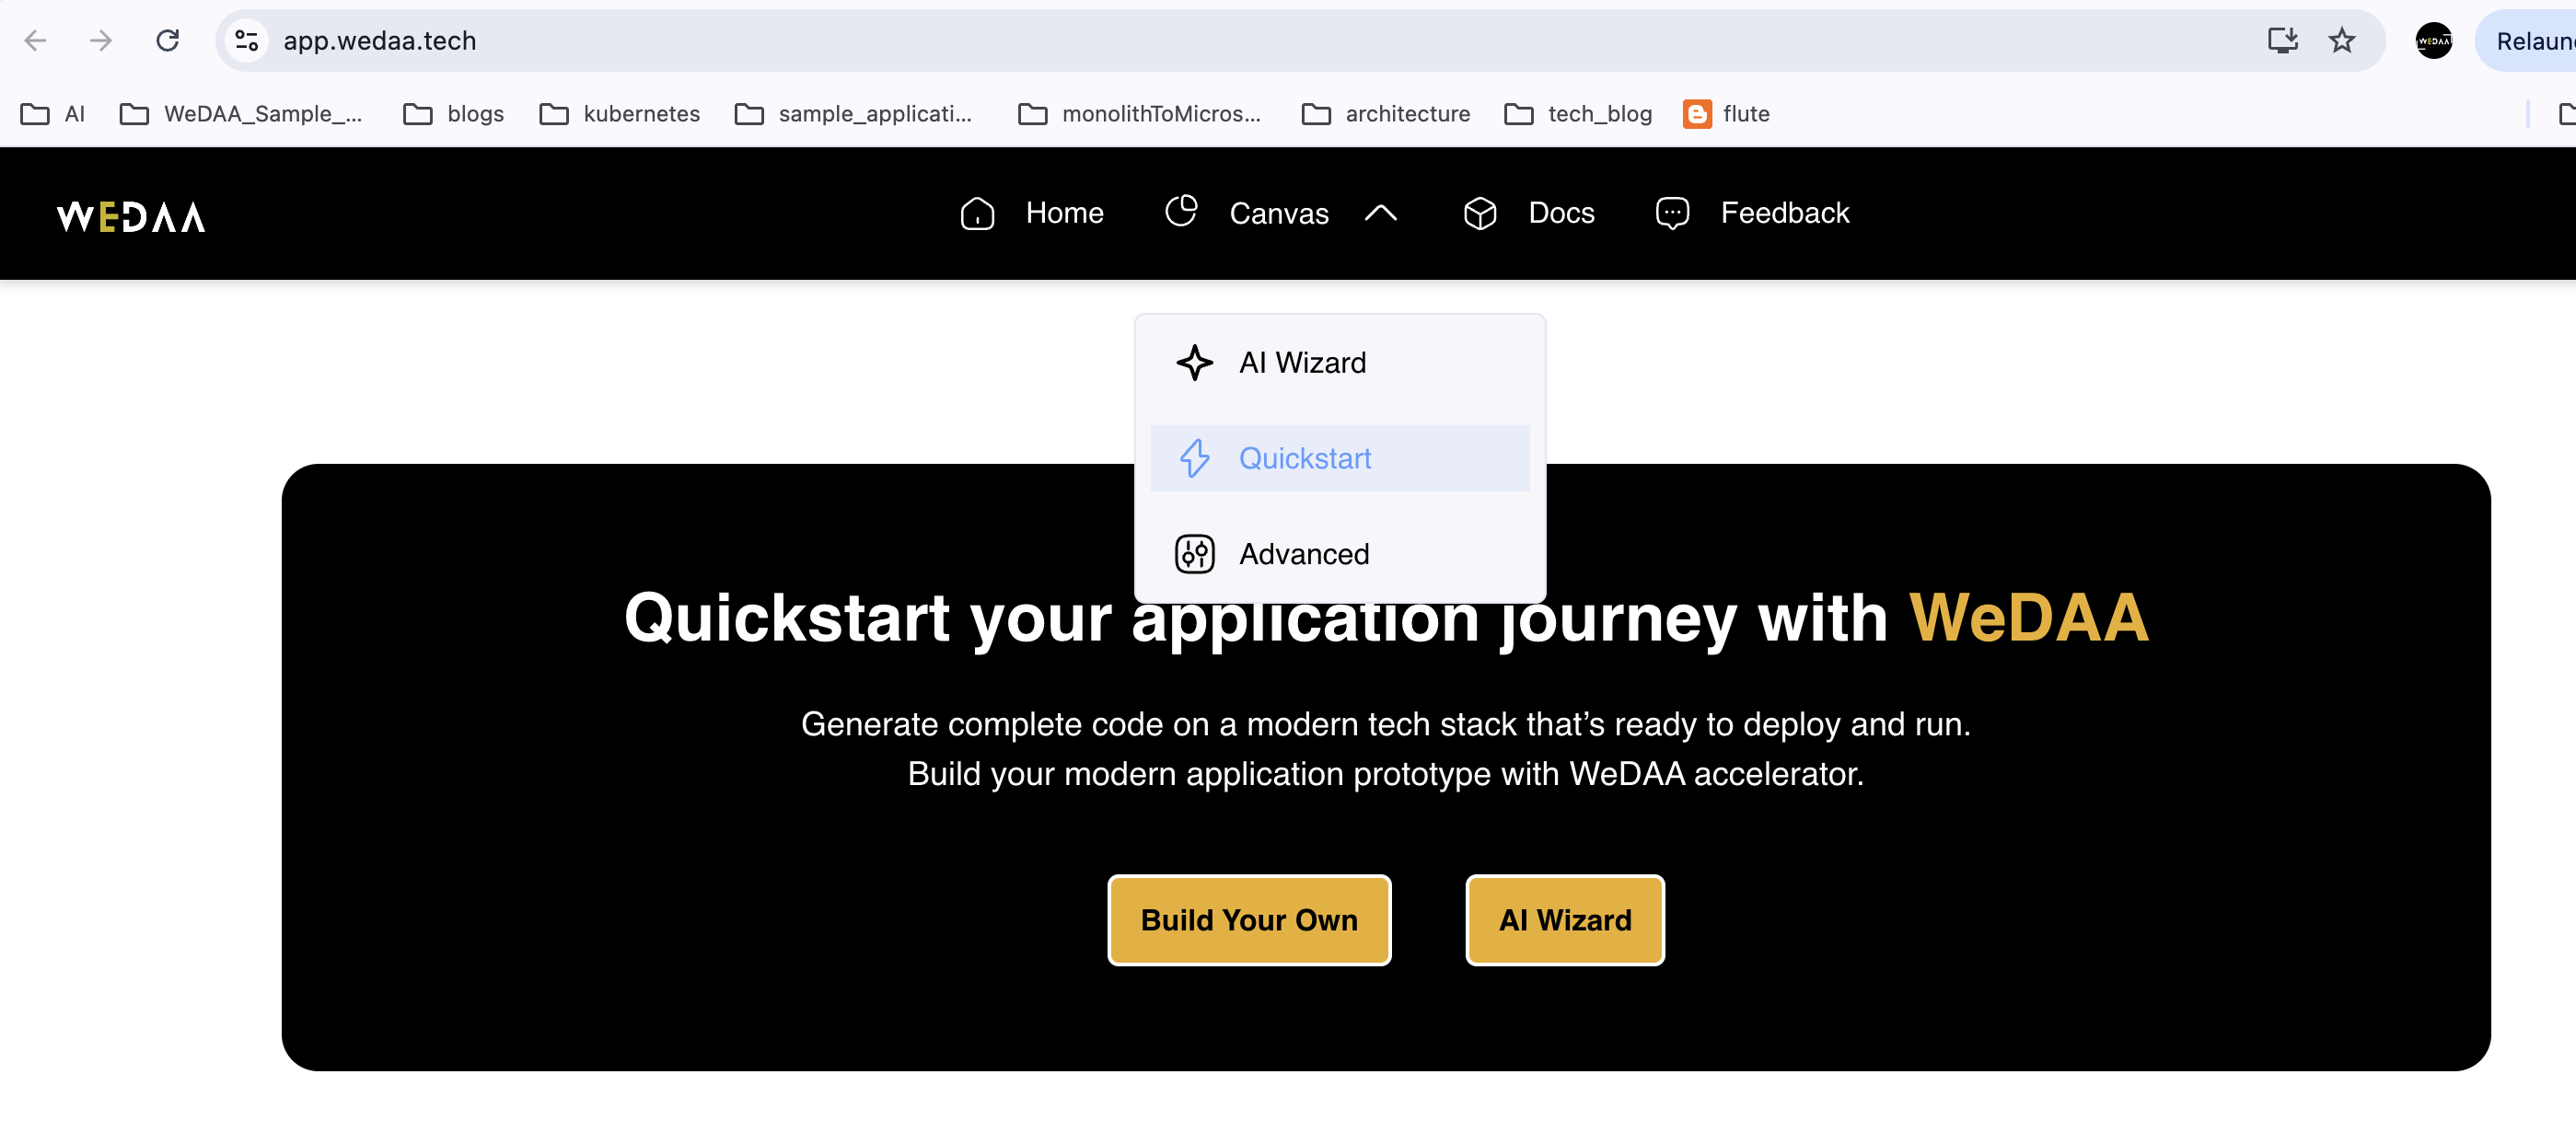 app.wedaa.tech
WEDAA
Relaun
AI
WeDAA_Sample_...
blogs
kubernetes
sample_applicati...
monolithToMicros...
architecture
tech_blog
flute
WEDAA
Home
Canvas
Docs
Feedback
AI Wizard
Quickstart
Advanced
Quickstart your application journey with WeDAA
Generate complete code on a modern tech stack that’s ready to deploy and run.
Build your modern application prototype with WeDAA accelerator.
Build Your Own
AI Wizard